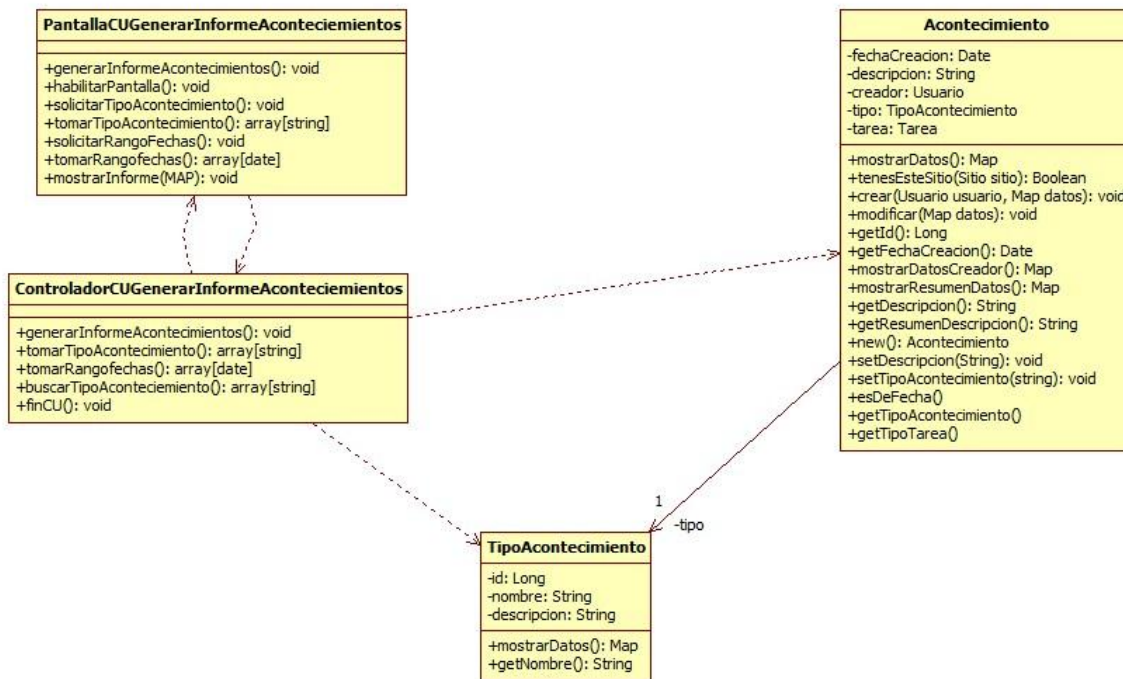 PantallaCUGenerarInformeAconteciemientos
+generarInformeAcontecimientos(): void
+habilitarPantalla(): void
+solicitarTipoAcontecimiento(): void
+tomarTipoAcontecimiento(): array[string]
+solicitarRangoFechas(): void
+tomarRangofechas(): array[date]
+mostrarInforme(MAP): void
Acontecimiento
-fechaCreacion: Date
-descripcion: String
-creador: Usuario
-tipo: TipoAcontecimiento
-tarea: Tarea
+mostrarDatos(): Map
+tenesEsteSitio(Sitio sitio): Boolean
+crear(Usuario usuario, Map datos): void
+modificar(Map datos): void
+getId(): Long
+getFechaCreacion(): Date
+mostrarDatosCreador(): Map
+mostrarResumenDatos(): Map
+getDescripcion(): String
+getResumenDescripcion(): String
+new(): Acontecimiento
+setDescripcion(String): void
+setTipoAcontecimiento(string): void
+esDeFecha()
+getTipoAcontecimiento()
+getTipoTarea()
ControladorCUGenerarInformeAconteciemientos
+generarInformeAcontecimientos(): void
+tomarTipoAcontecimiento(): array[string]
+tomarRangofechas(): array[date]
+buscarTipoAconteciemiento(): array[string]
+finCU(): void
1
-tipo
TipoAcontecimiento
-id: Long
-nombre: String
-descripcion: String
+mostrarDatos(): Map
+getNombre(): String